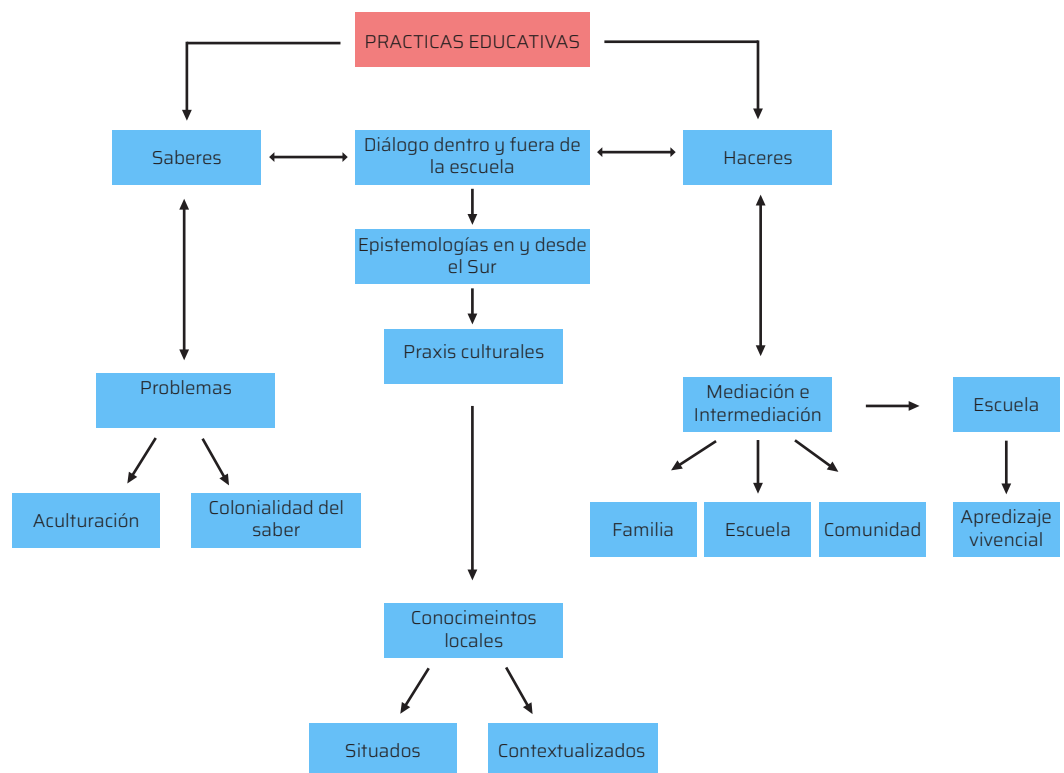 PRACTICAS EDUCATIVAS
Saberes
Diálogo dentro y fuera de
la escuela
Haceres
Epistemologías en y desde
el Sur
Praxis culturales
Problemas
Mediación e
Intermediación
Escuela
Aculturación
Colonialidad del
saber
Familia
Escuela
Comunidad
Apredizaje
vivencial
Conocimeintos
locales
Situados
Contextualizados